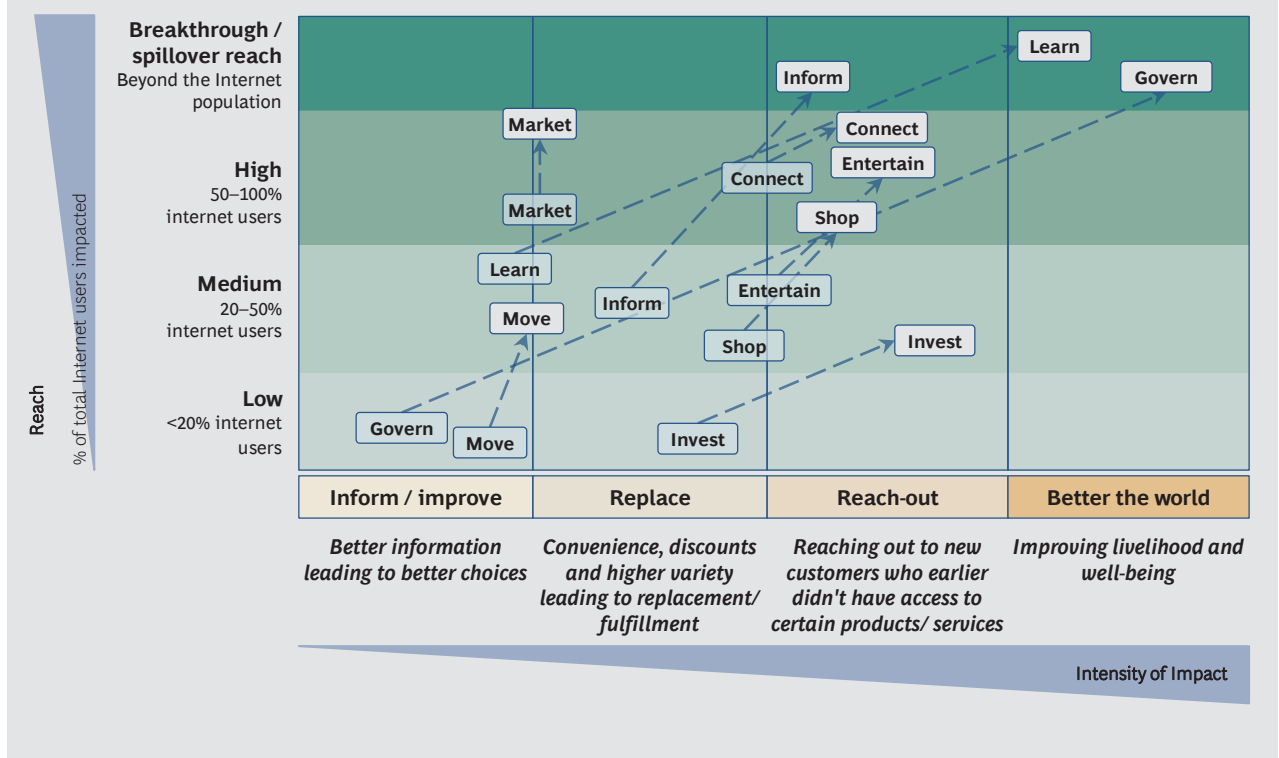 Breakthrough /
spillover reach
Beyond the Internet
population
High
50–100%
internet users
Medium
20–50%
internet users
Low
<20% internet
users
Reach
% of total Internet users impacted
Learn
Inform
Govern
Market
Connect
Entertain
Connect
Market
Shop
Learn
Entertain
Inform
Move
Shop
Invest
Govern
Move
Invest
Inform / improve
Replace
Reach-out
Better the world
Better information
leading to better choices
Convenience, discounts
and higher variety
leading to replacement/
fulfillment
Reaching out to new
customers who earlier
didn't have access to
certain products/ services
Improving livelihood and
well-being
Intensity of Impact